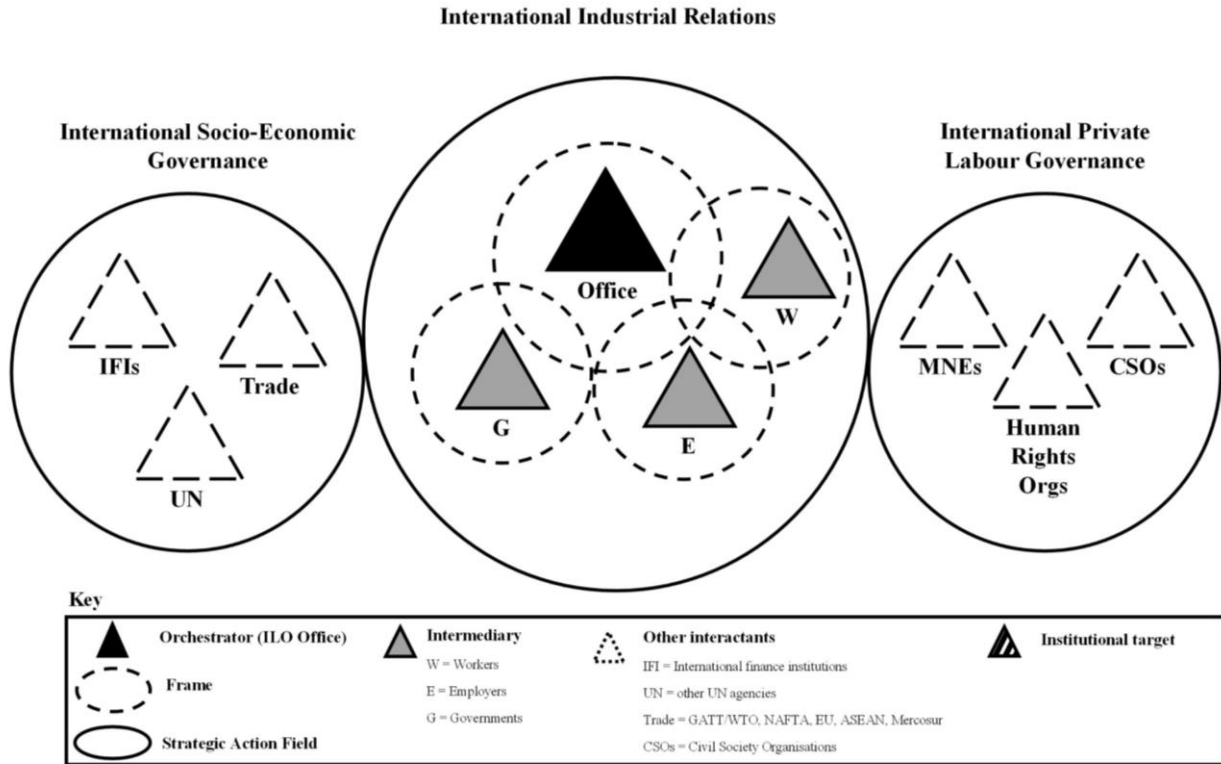 International Industrial Relations
International Socio-Economic
Governance
International Private
Labour Governance
Office
W
G
E
IFIs
Trade
UN
MNEs
CSOs
Human
Rights
Orgs
Key
Orchestrator (ILO Office)
Frame
Strategic Action Field
Intermediary
W = Workers
E = Employers
G = Governments
Other interactants
IFI = International finance institutions
UN = other UN agencies
Trade = GATT/WTO, NAFTA, EU, ASEAN, Mercosur
CSOs = Civil Society Organisations
Institutional target